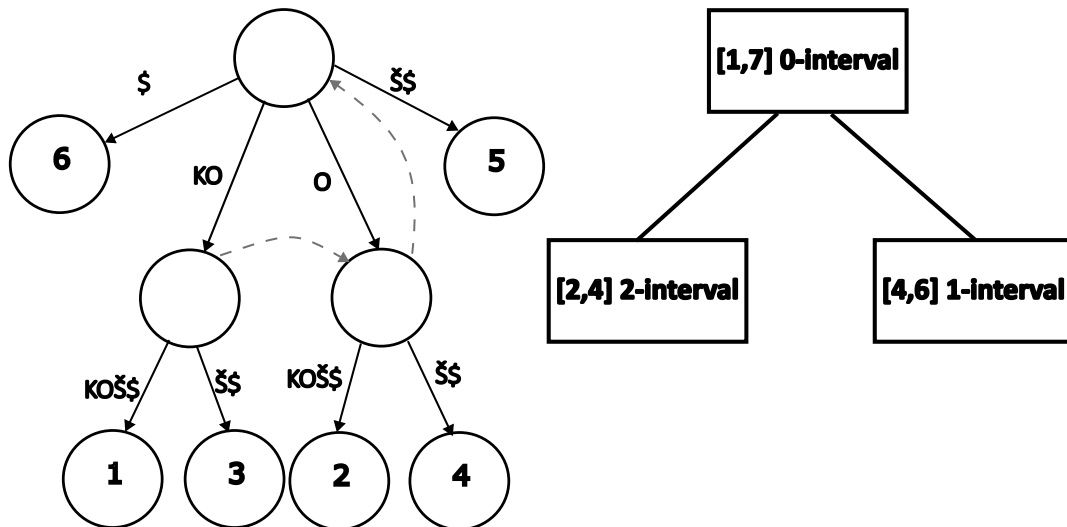 [1,7] 0-interval
$
Š$
6
5
KO
O
[2,4] 2-interval
[4,6] 1-interval
KOŠ$
Š$
KOŠ$
Š$
1
3
2
4